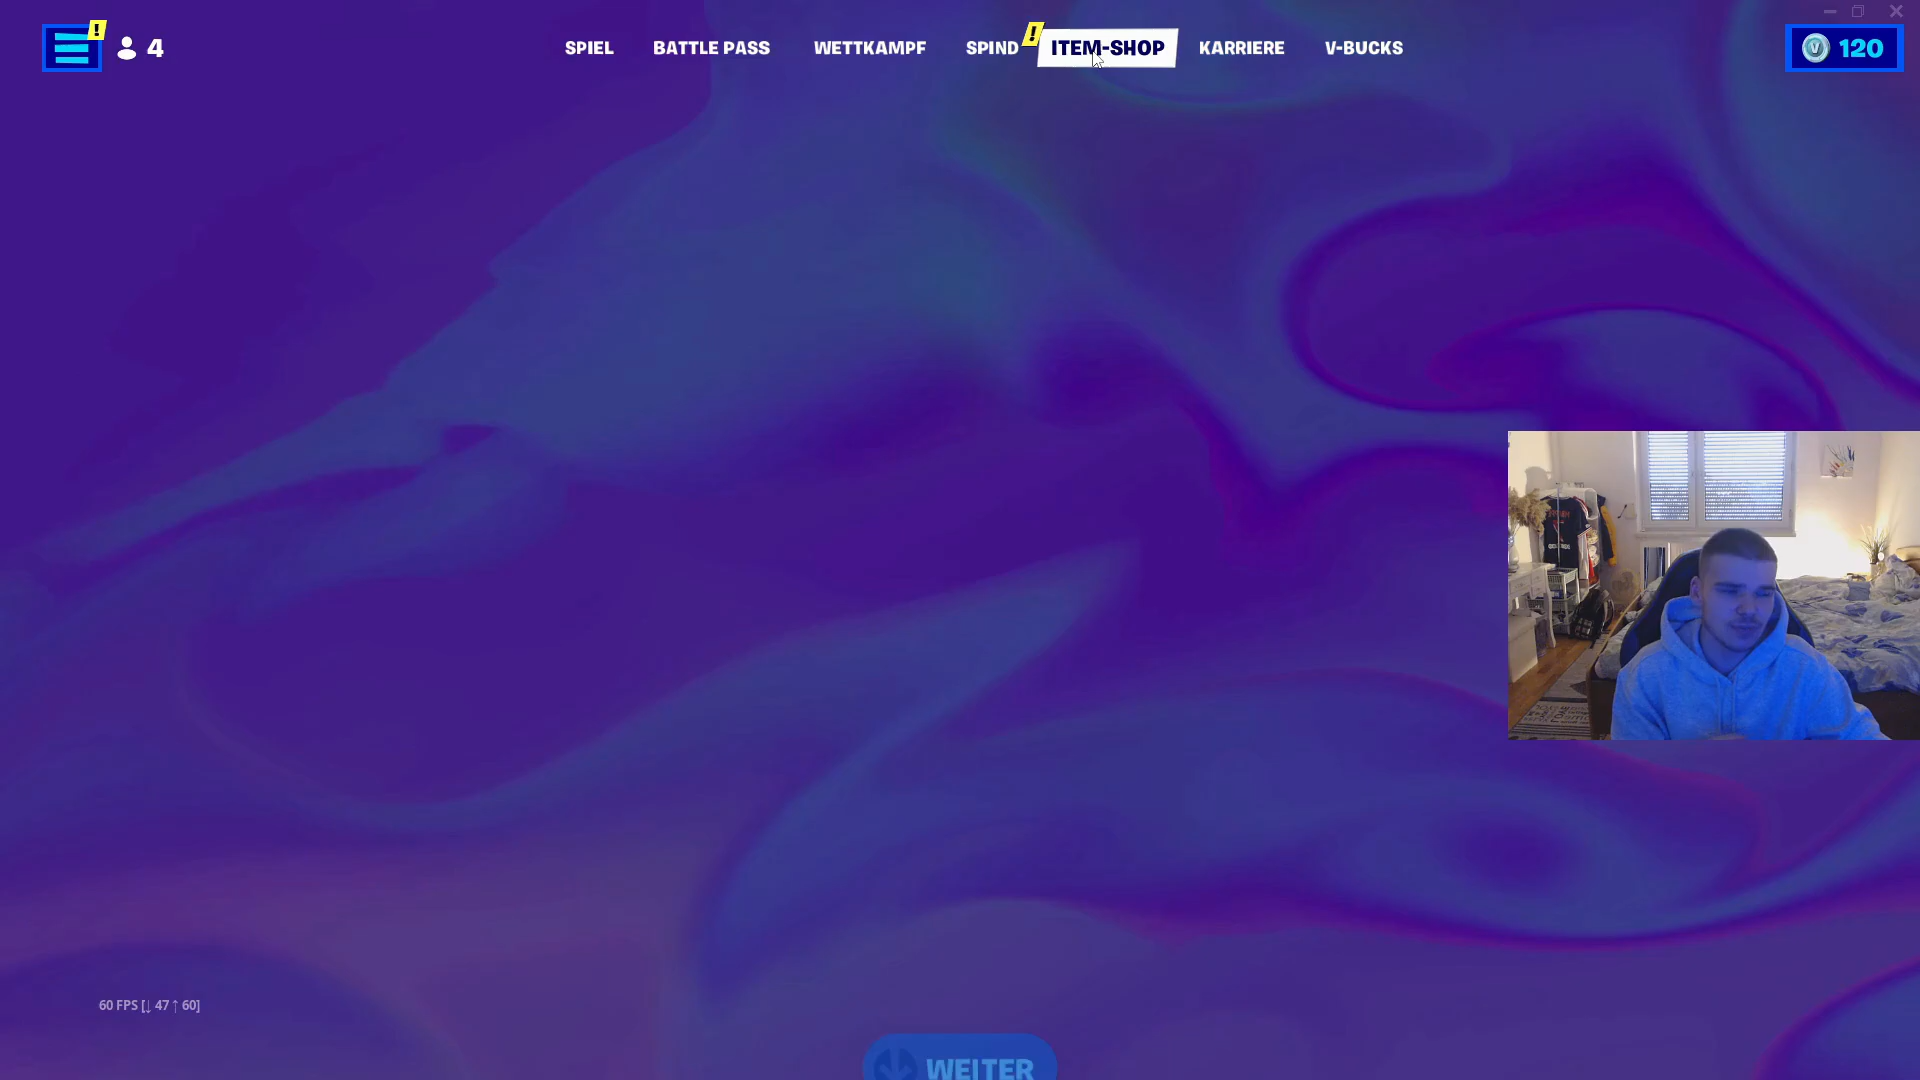 !
4
SPIEL BATTLE PASS WETTKAMPF SPIND ! ITEM-SHOP KARRIERE V-BUCKS
V 120
60 FPS [↓ 47 ↑ 60]
WEITER